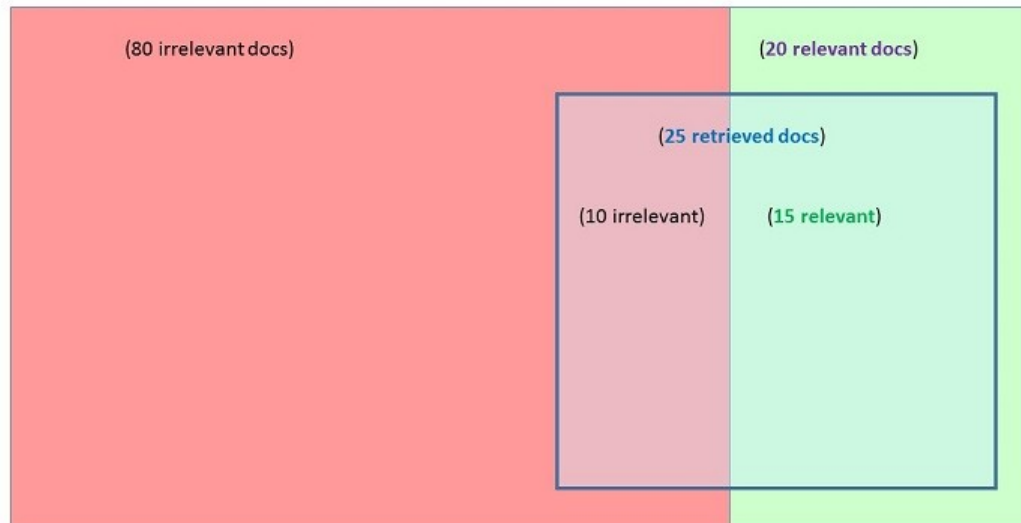 (80 irrelevant docs)
(20 relevant docs)
(25 retrieved docs)
(10 irrelevant)
(15 relevant)